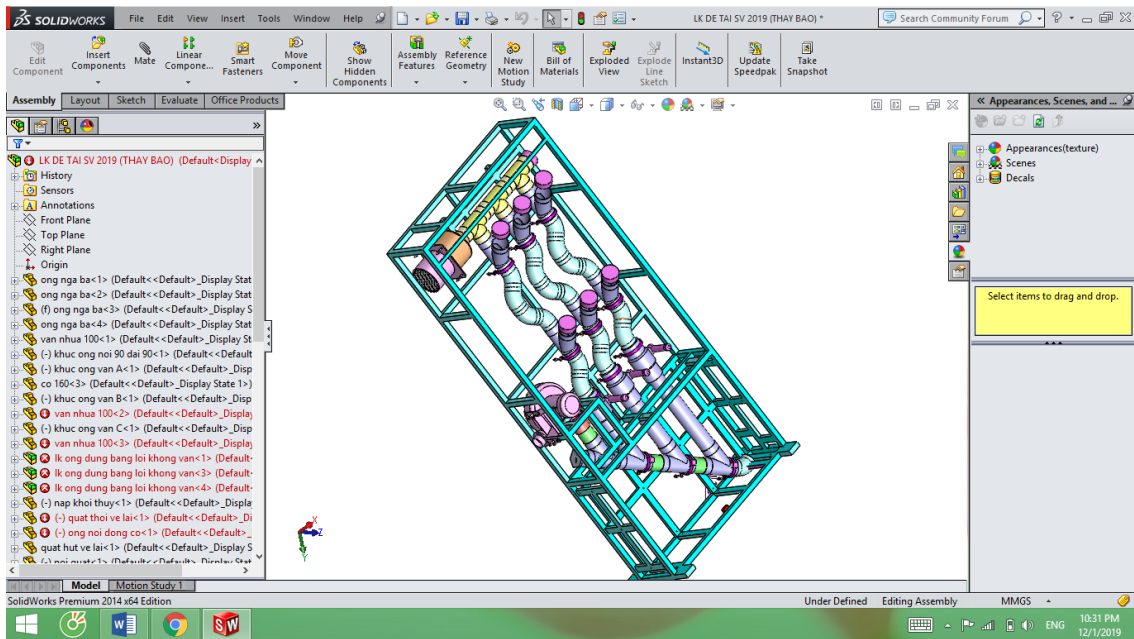 SOLIDWORKS File Edit View Insert Tools Window Help LK DE TAI SV 2019 (THAY BAO) * Search Community Forum
Edit Component
Insert Components
Mate
Linear Compone...
Smart Fasteners
Move Component
Show Hidden Components
Assembly Features
Reference Geometry
New Motion Study
Bill of Materials
Exploded View
Explode Line Sketch
Instant3D
Update Speedpak
Take Snapshot
Assembly Layout Sketch Evaluate Office Products
Appearances, Scenes, and ...
Appearances(texture)
Scenes
Decals
Select items to drag and drop.
LK DE TAI SV 2019 (THAY BAO) (Default<Display
History
Sensors
Annotations
Front Plane
Top Plane
Right Plane
Origin
ong nga ba<1> (Default<<Default>_Display Stat
ong nga ba<2> (Default<<Default>_Display Stat
(f) ong nga ba<3> (Default<<Default>_Display S
ong nga ba<4> (Default<<Default>_Display Stat
van nhua 100<1> (Default<<Default>_Display St
(-) khuc ong noi 90 dai 90<1> (Default<<Default
(-) khuc ong van A<1> (Default<<Default>_Disp
co 160<3> (Default<<Default>_Display State 1>)
(-) khuc ong van B<1> (Default<<Default>_Disp
van nhua 100<2> (Default<<Default>_Display
(-) khuc ong van C<1> (Default<<Default>_Disp
van nhua 100<3> (Default<<Default>_Display
lk ong dung bang loi khong van<1> (Default‹
lk ong dung bang loi khong van<3> (Default‹
lk ong dung bang loi khong van<4> (Default‹
(-) nap khoi thuy<1> (Default<<Default>_Displa
(-) quat thoi ve lai<1> (Default<<Default>_Di
(-) ong noi dong co<1> (Default<<Default>_
quat hut ve lai<1> (Default<<Default>_Display S
(-) noi quat<1> (Default<<Default>_Display Stat
X
Z
Y
Model Motion Study 1
SolidWorks Premium 2014 x64 Edition Under Defined Editing Assembly MMGS
ENG 10:31 PM
12/1/2019